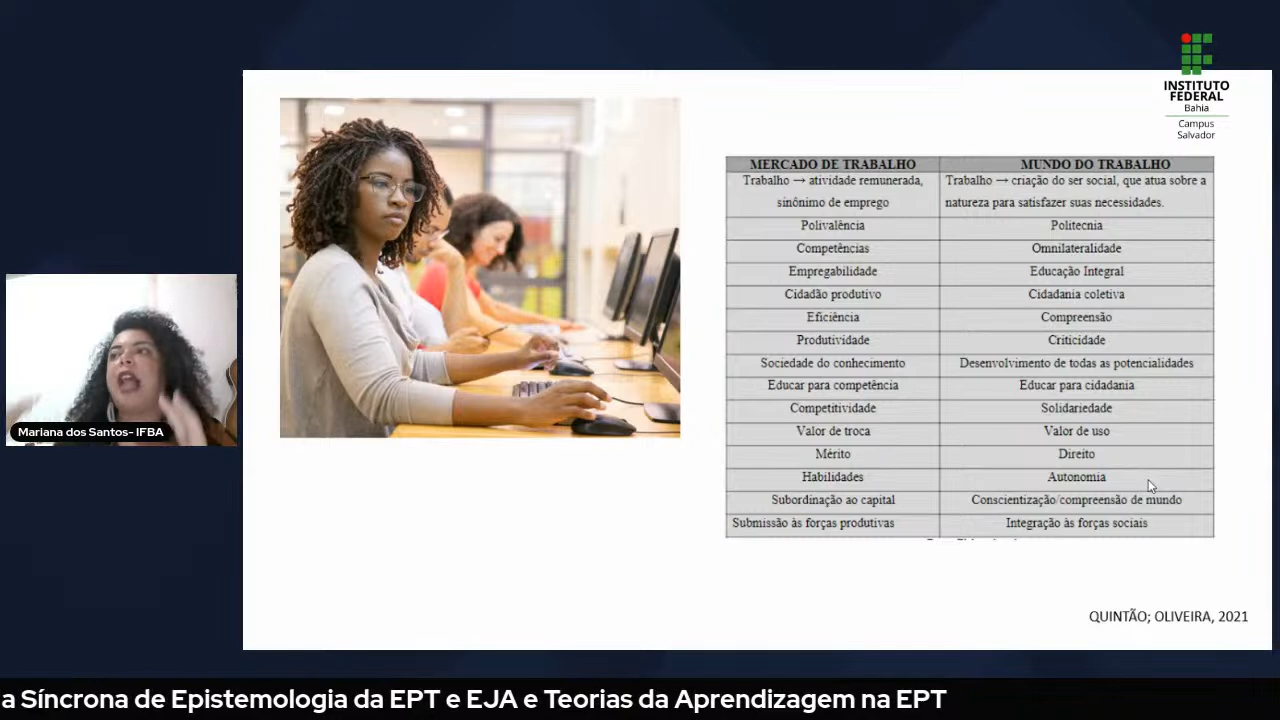 INSTITUTO
FEDERAL
Bahia
Campus
Salvador
MERCADO DE TRABALHO MUNDO DO TRABALHO
Trabalho → atividade remunerada, Trabalho → criação do ser social, que atua sobre a
sinônimo de emprego natureza para satisfazer suas necessidades.
Polivalência Politecnia
Competências Omnilateralidade
Empregabilidade Educação Integral
Cidadão produtivo Cidadania coletiva
Eficiência Compreensão
Produtividade Criticidade
Sociedade do conhecimento Desenvolvimento de todas as potencialidades
Educar para competência Educar para cidadania
Competitividade Solidariedade
Valor de troca Valor de uso
Mérito Direito
Habilidades Autonomia
Subordinação ao capital Conscientização/compreensão de mundo
Submissão às forças produtivas Integração às forças sociais
QUINTÃO; OLIVEIRA, 2021
Mariana dos Santos- IFBA
a Síncrona de Epistemologia da EPT e EJA e Teorias da Aprendizagem na EPT